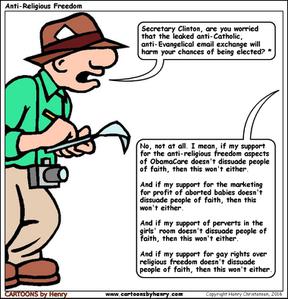 Anti-Religious Freedom
Secretary Clinton, are you worried
that the leaked anti-Catholic,
anti-Evangelical email exchange will
harm your chances of being elected? *
No, not at all. I mean, if my support
for the anti-religious freedom aspects
of ObamaCare doesn't dissuade people
of faith, then this won't either.
And if my support for the marketing
for profit of aborted babies doesn't
dissuade people of faith, then this
won't either.
And if my support of perverts in the
girls' room doesn't dissuade people of
faith, then this won't either.
And if my support for gay rights over
religious freedom doesn't dissuade
people of faith, then this won't either
CARTOONS by Henry
www.cartoonsbyhenry.com
Copyright Henry Christensen, 2016